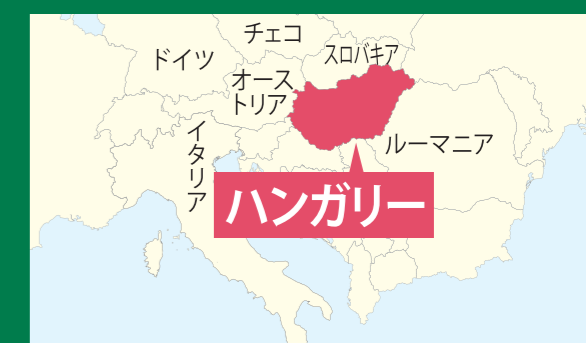 チェコ
ドイツ
スロバキア
オース
トリア
イタリア
ルーマニア
ハンガリー